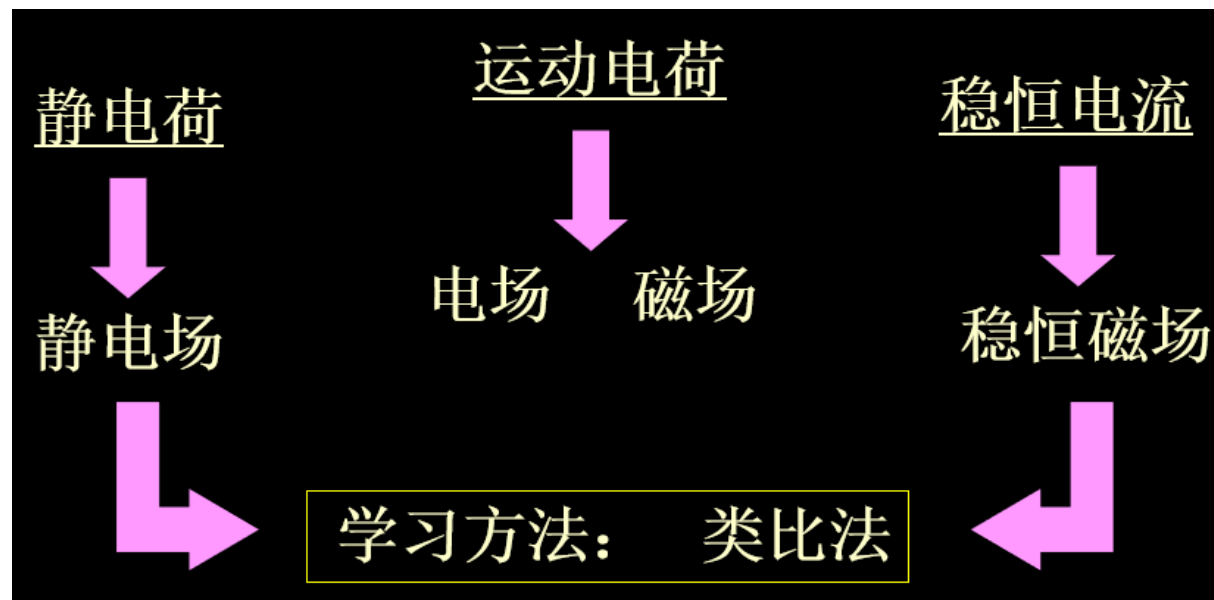 运动电荷
静电荷
稳恒电流
电场 磁场
静电场
稳恒磁场
学习方法： 类比法